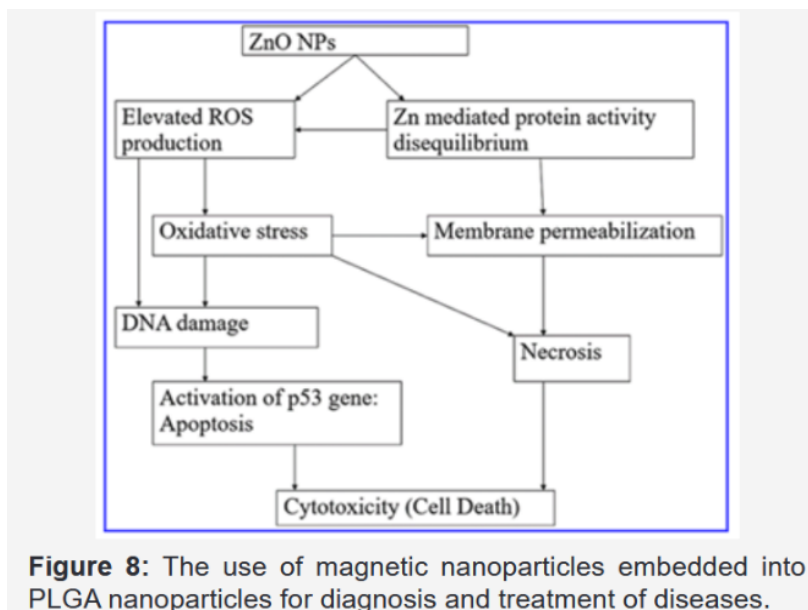 ZnO NPs
Elevated ROS
production
Zn mediated protein activity
disequilibrium
Oxidative stress
Membrane permeabilization
DNA damage
Necrosis
Activation of p53 gene:
Apoptosis
Cytotoxicity (Cell Death)
Figure 8: The use of magnetic nanoparticles embedded into
PLGA nanoparticles for diagnosis and treatment of diseases.